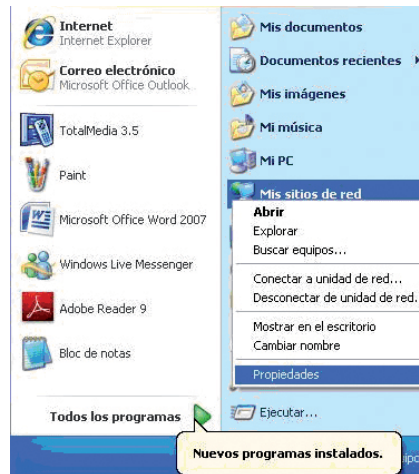 Internet
Internet Explorer
Correo electrónico
Microsoft Office Outlook
TotalMedia 3.5
Paint
Microsoft Office Word 2007
Windows Live Messenger
Adobe Reader 9
Bloc de notas
Todos los programas
Mis documentos
Documentos recientes
Mis imágenes
Mi música
Mi PC
Mis sitios de red
Abrir
Explorar
Buscar equipos...
Conectar a unidad de red...
Desconectar de unidad de red.
Mostrar en el escritorio
Cambiar nombre
Propiedades
Ejecutar...
Nuevos programas instalados.